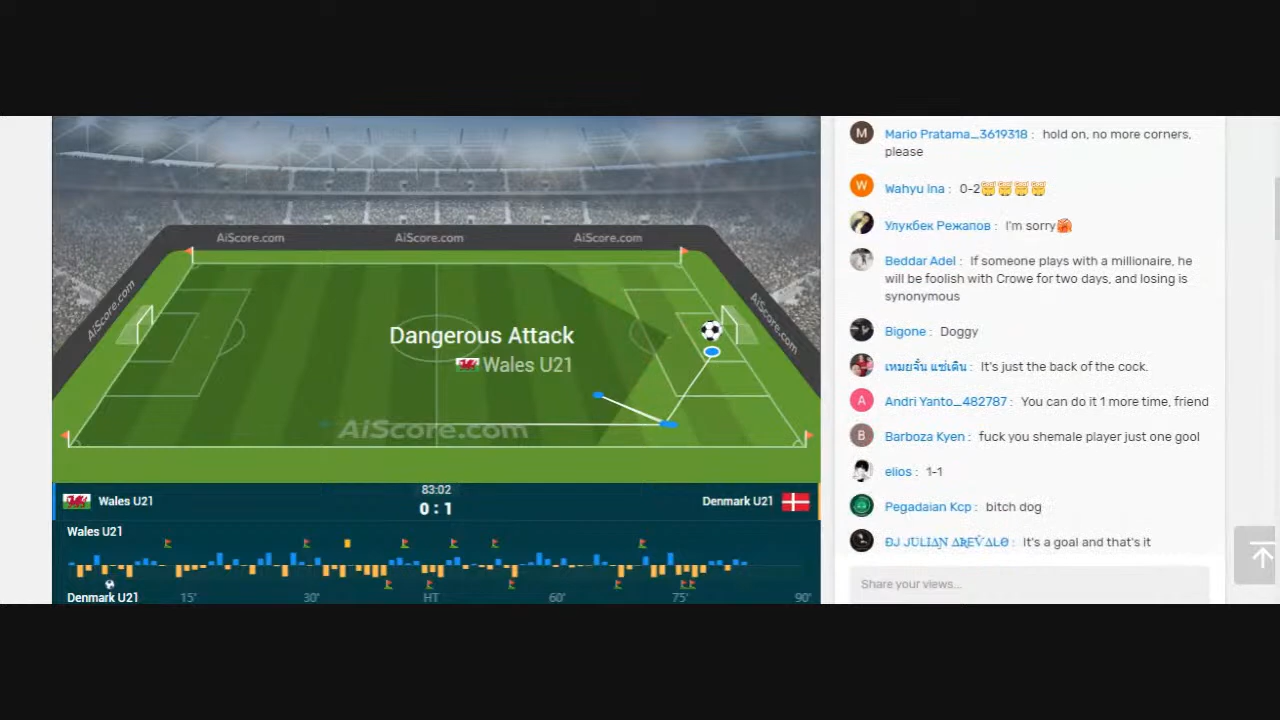 AiScore.com AiScore.com AiScore.com
AiScore.com
AiScore.com
Dangerous Attack
Wales U21
AiScore.com
Wales U21
83:02
0 : 1
Denmark U21
Wales U21
Denmark U21
15'
30'
HT
60'
75'
90'
M
Mario Pratama_3619318 : hold on, no more corners,
please
W
Wahyu Ina : 0-2
Улукбек Режапов : I'm sorry
Beddar Adel : If someone plays with a millionaire, he
will be foolish with Crowe for two days, and losing is
synonymous
Bigone : Doggy
เหมยจั๋น แซ่เติ๋น : It's just the back of the cock.
A
Andri Yanto_482787 : You can do it 1 more time, friend
B
Barboza Kyen : fuck you shemale player just one gool
elios : 1-1
Pegadaian Kcp : bitch dog
It's a goal and that's it
Share your views...